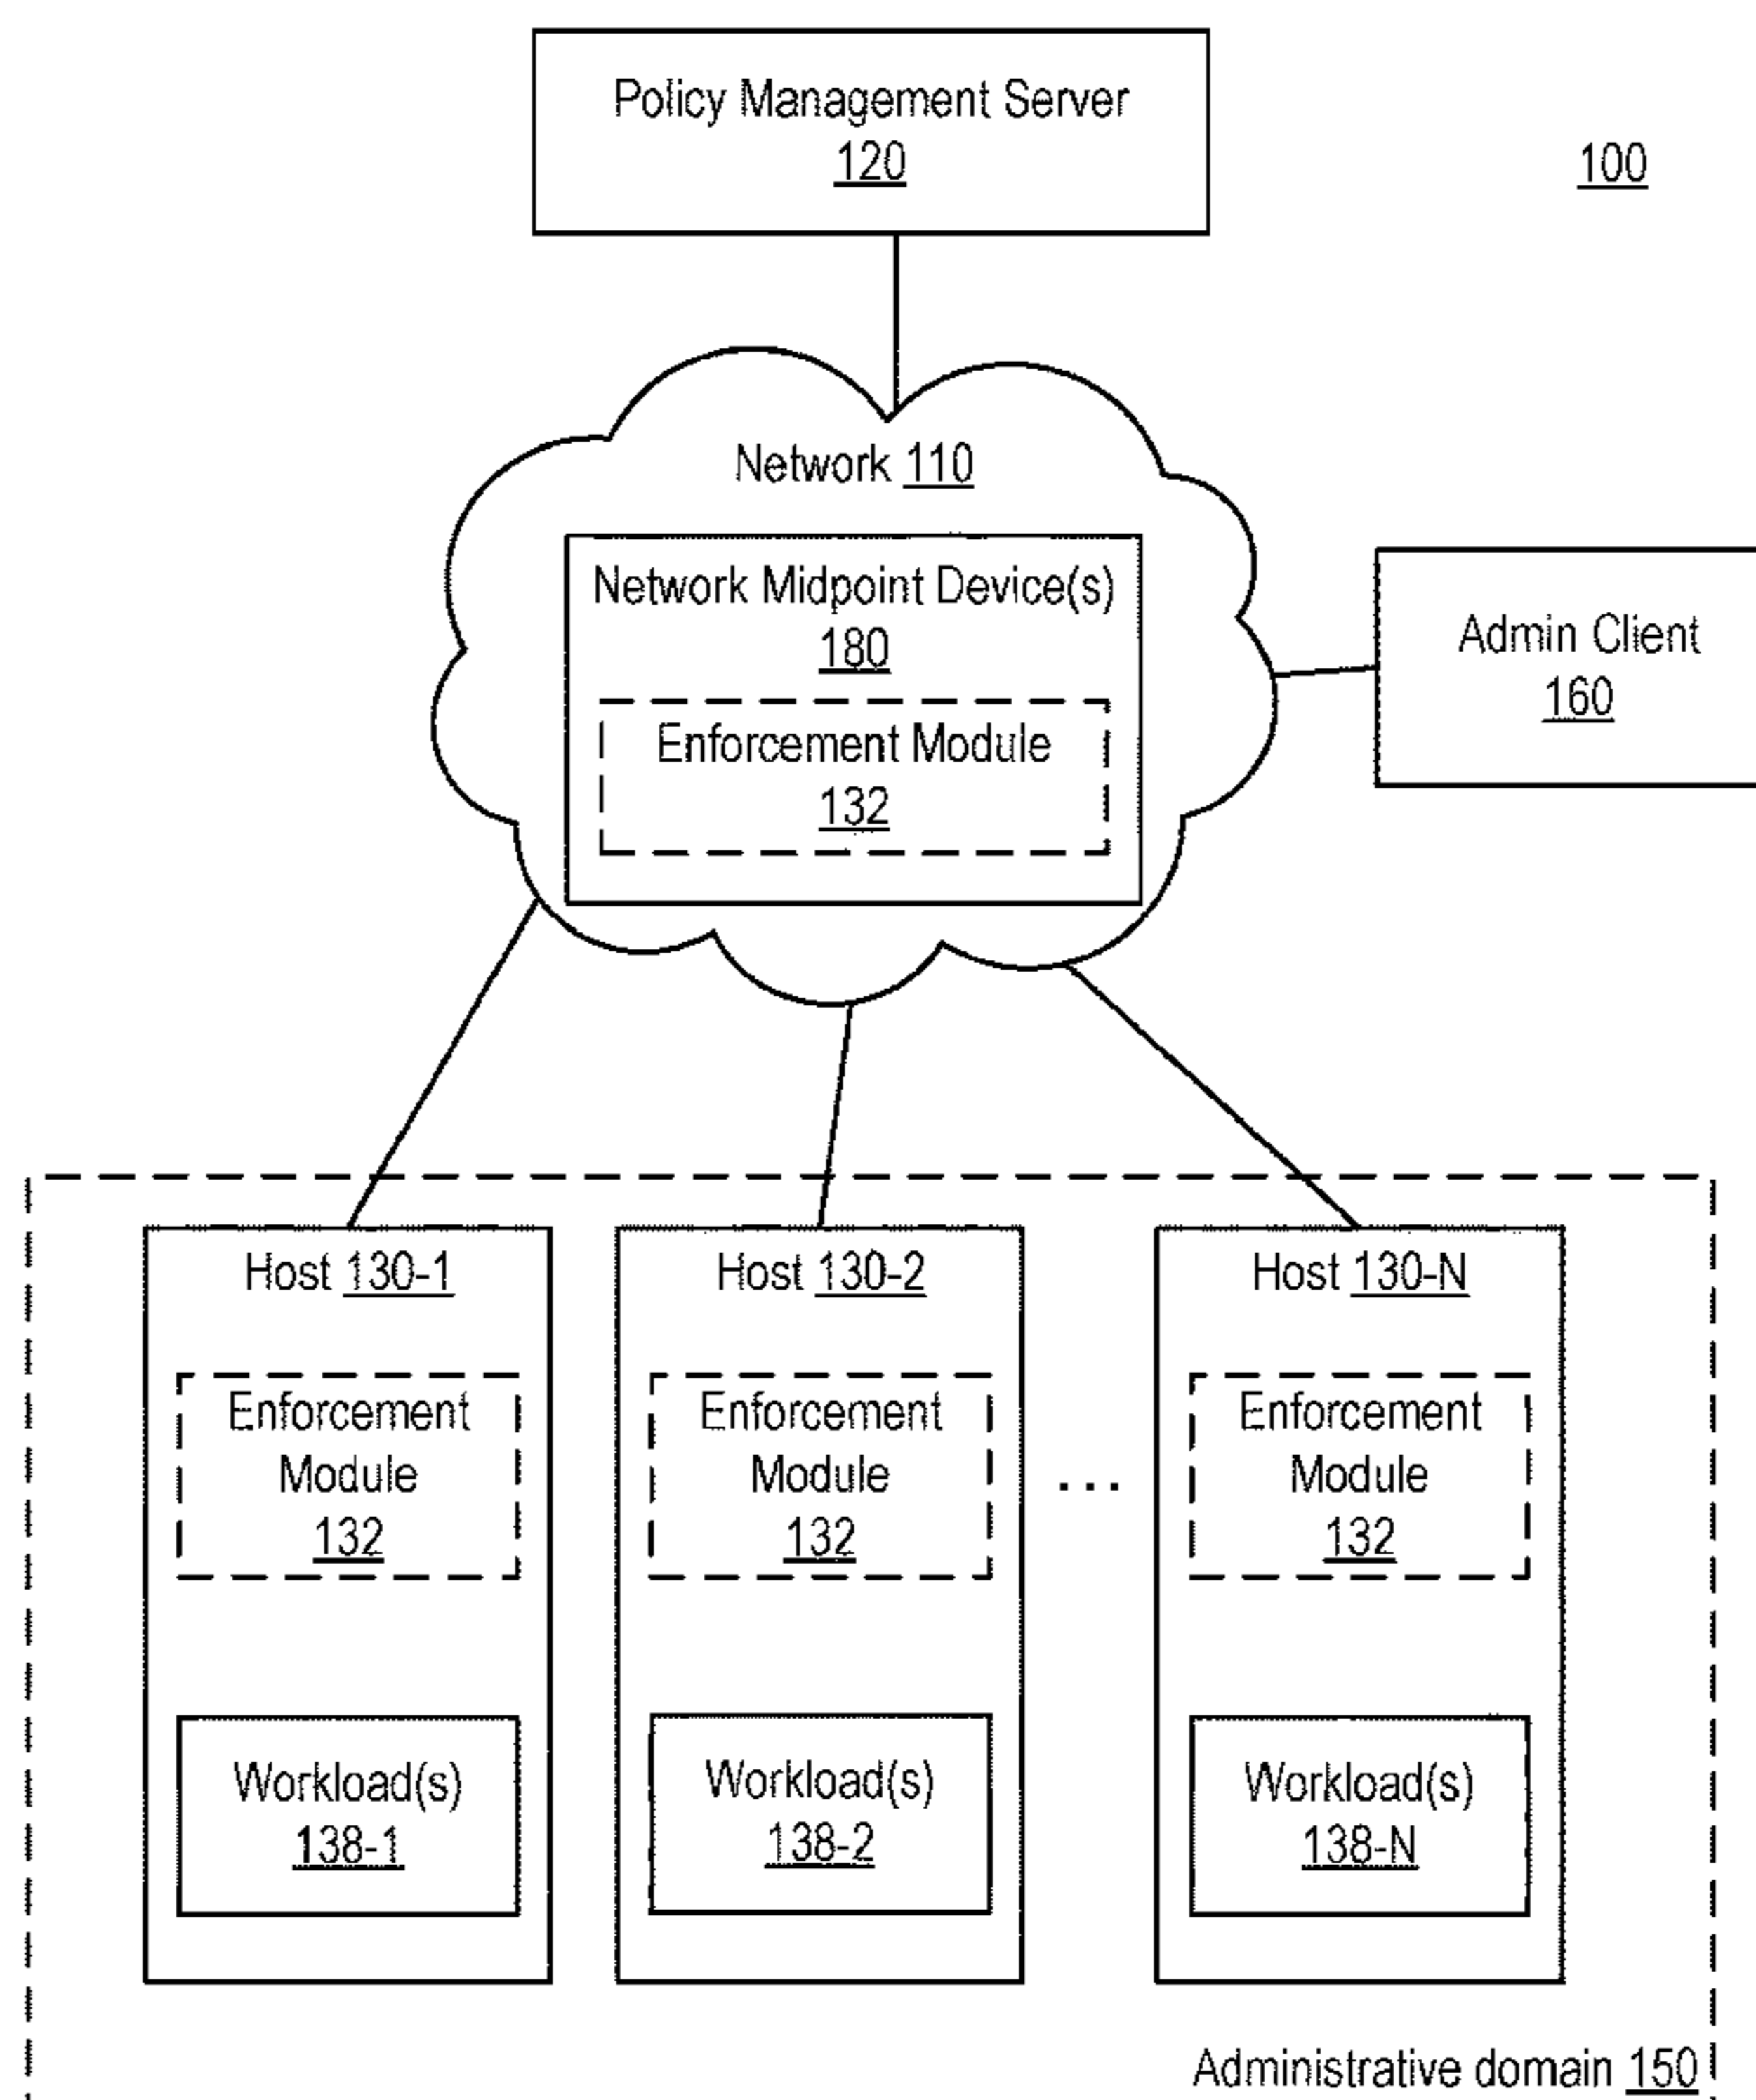 Policy Management Server
120
100
Network 110
Network Midpoint Device(s)
180
Enforcement Module
132
Admin Client
160
Host 130-1
Enforcement
Module
132
Workload(s)
138-1
Host 130-2
Enforcement
Module
132
Workload(s)
138-2
...
Host 130-N
Enforcement
Module
132
Workload(s)
138-N
Administrative domain 150